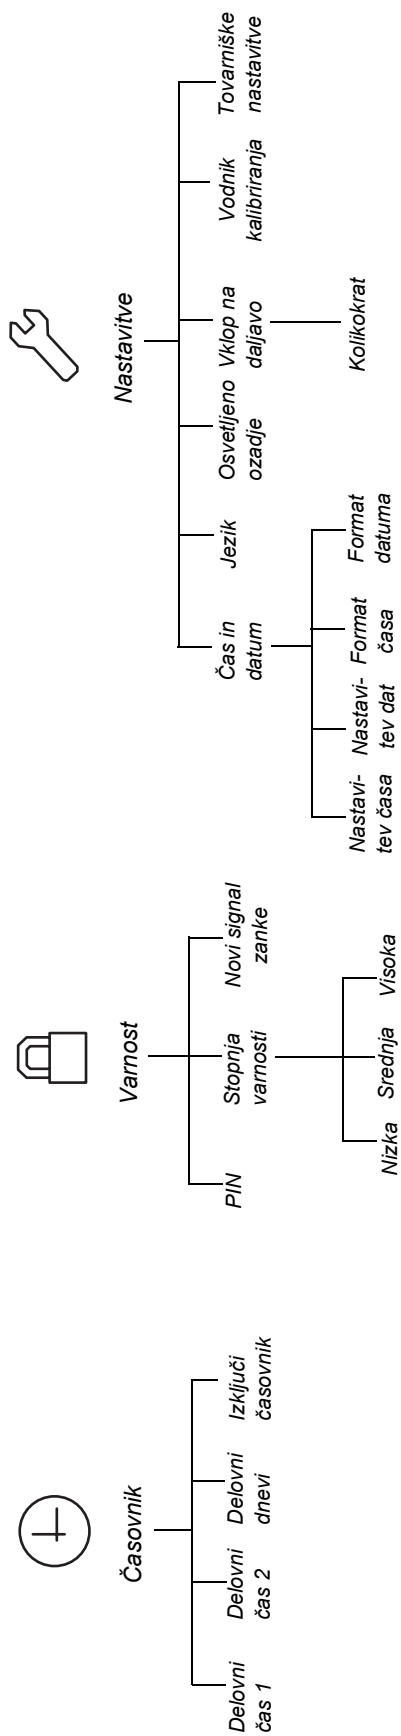 Časovnik
Delovni
čas 1
Delovni
čas 2
Delovni
dnevi
Izključi
časovnik
Varnost
PIN
Stopnja
varnosti
Novi signal
zanke
Nizka
Srednja
Visoka
Nastavitve
Čas in
datum
Jezik
Osvetljeno
ozadje
Vklop na
daljavo
Vodnik
kalibriranja
Tovarniške
nastavitve
Nastavi-
tev časa
Nastavi-
tev dat
Format
časa
Format
datuma
Kolikokrat